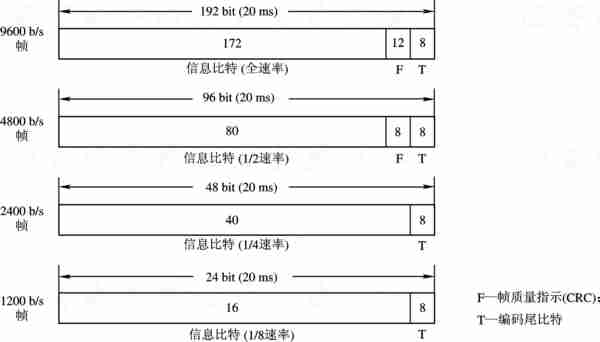 192 bit (20 ms)
9600 b/s
帧
172
12
8
信息比特 (全速率)
F
T
96 bit (20 ms)
4800 b/s
帧
80
8
8
信息比特 (1/2速率)
F
T
48 bit (20 ms)
2400 b/s
帧
40
8
信息比特 (1/4速率)
T
24 bit (20 ms)
1200 b/s
帧
16
8
信息比特 (1/8速率)
T
F—帧质量指示(CRC)；
T—编码尾比特